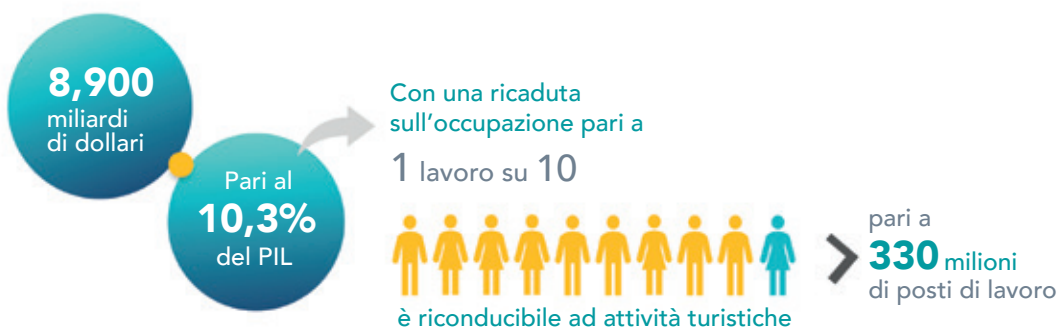 8,900
miliardi
di dollari
Pari al
10,3%
del PIL
Con una ricaduta
sull'occupazione pari a
1 lavoro su 10
è riconducibile ad attività turistiche
pari a
330 milioni
di posti di lavoro